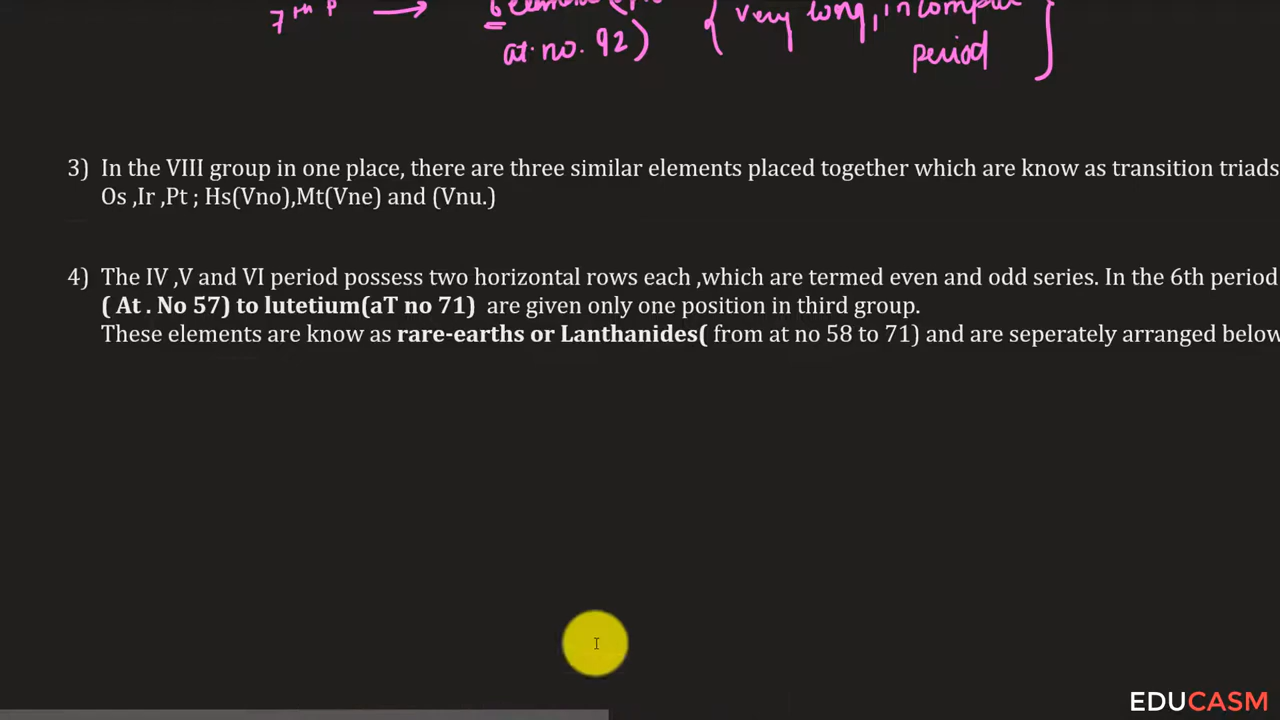 7th P → 6 element
at. no. 92) { very long, in
period }
3) In the VIII group in one place, there are three similar elements placed together which are know as transition triads
Os ,Ir ,Pt ; Hs(Vno),Mt(Vne) and (Vnu.)
4) The IV ,V and VI period possess two horizontal rows each ,which are termed even and odd series. In the 6th period
( At . No 57) to lutetium(aT no 71) are given only one position in third group.
These elements are know as rare-earths or Lanthanides( from at no 58 to 71) and are seperately arranged below
EDUCASM